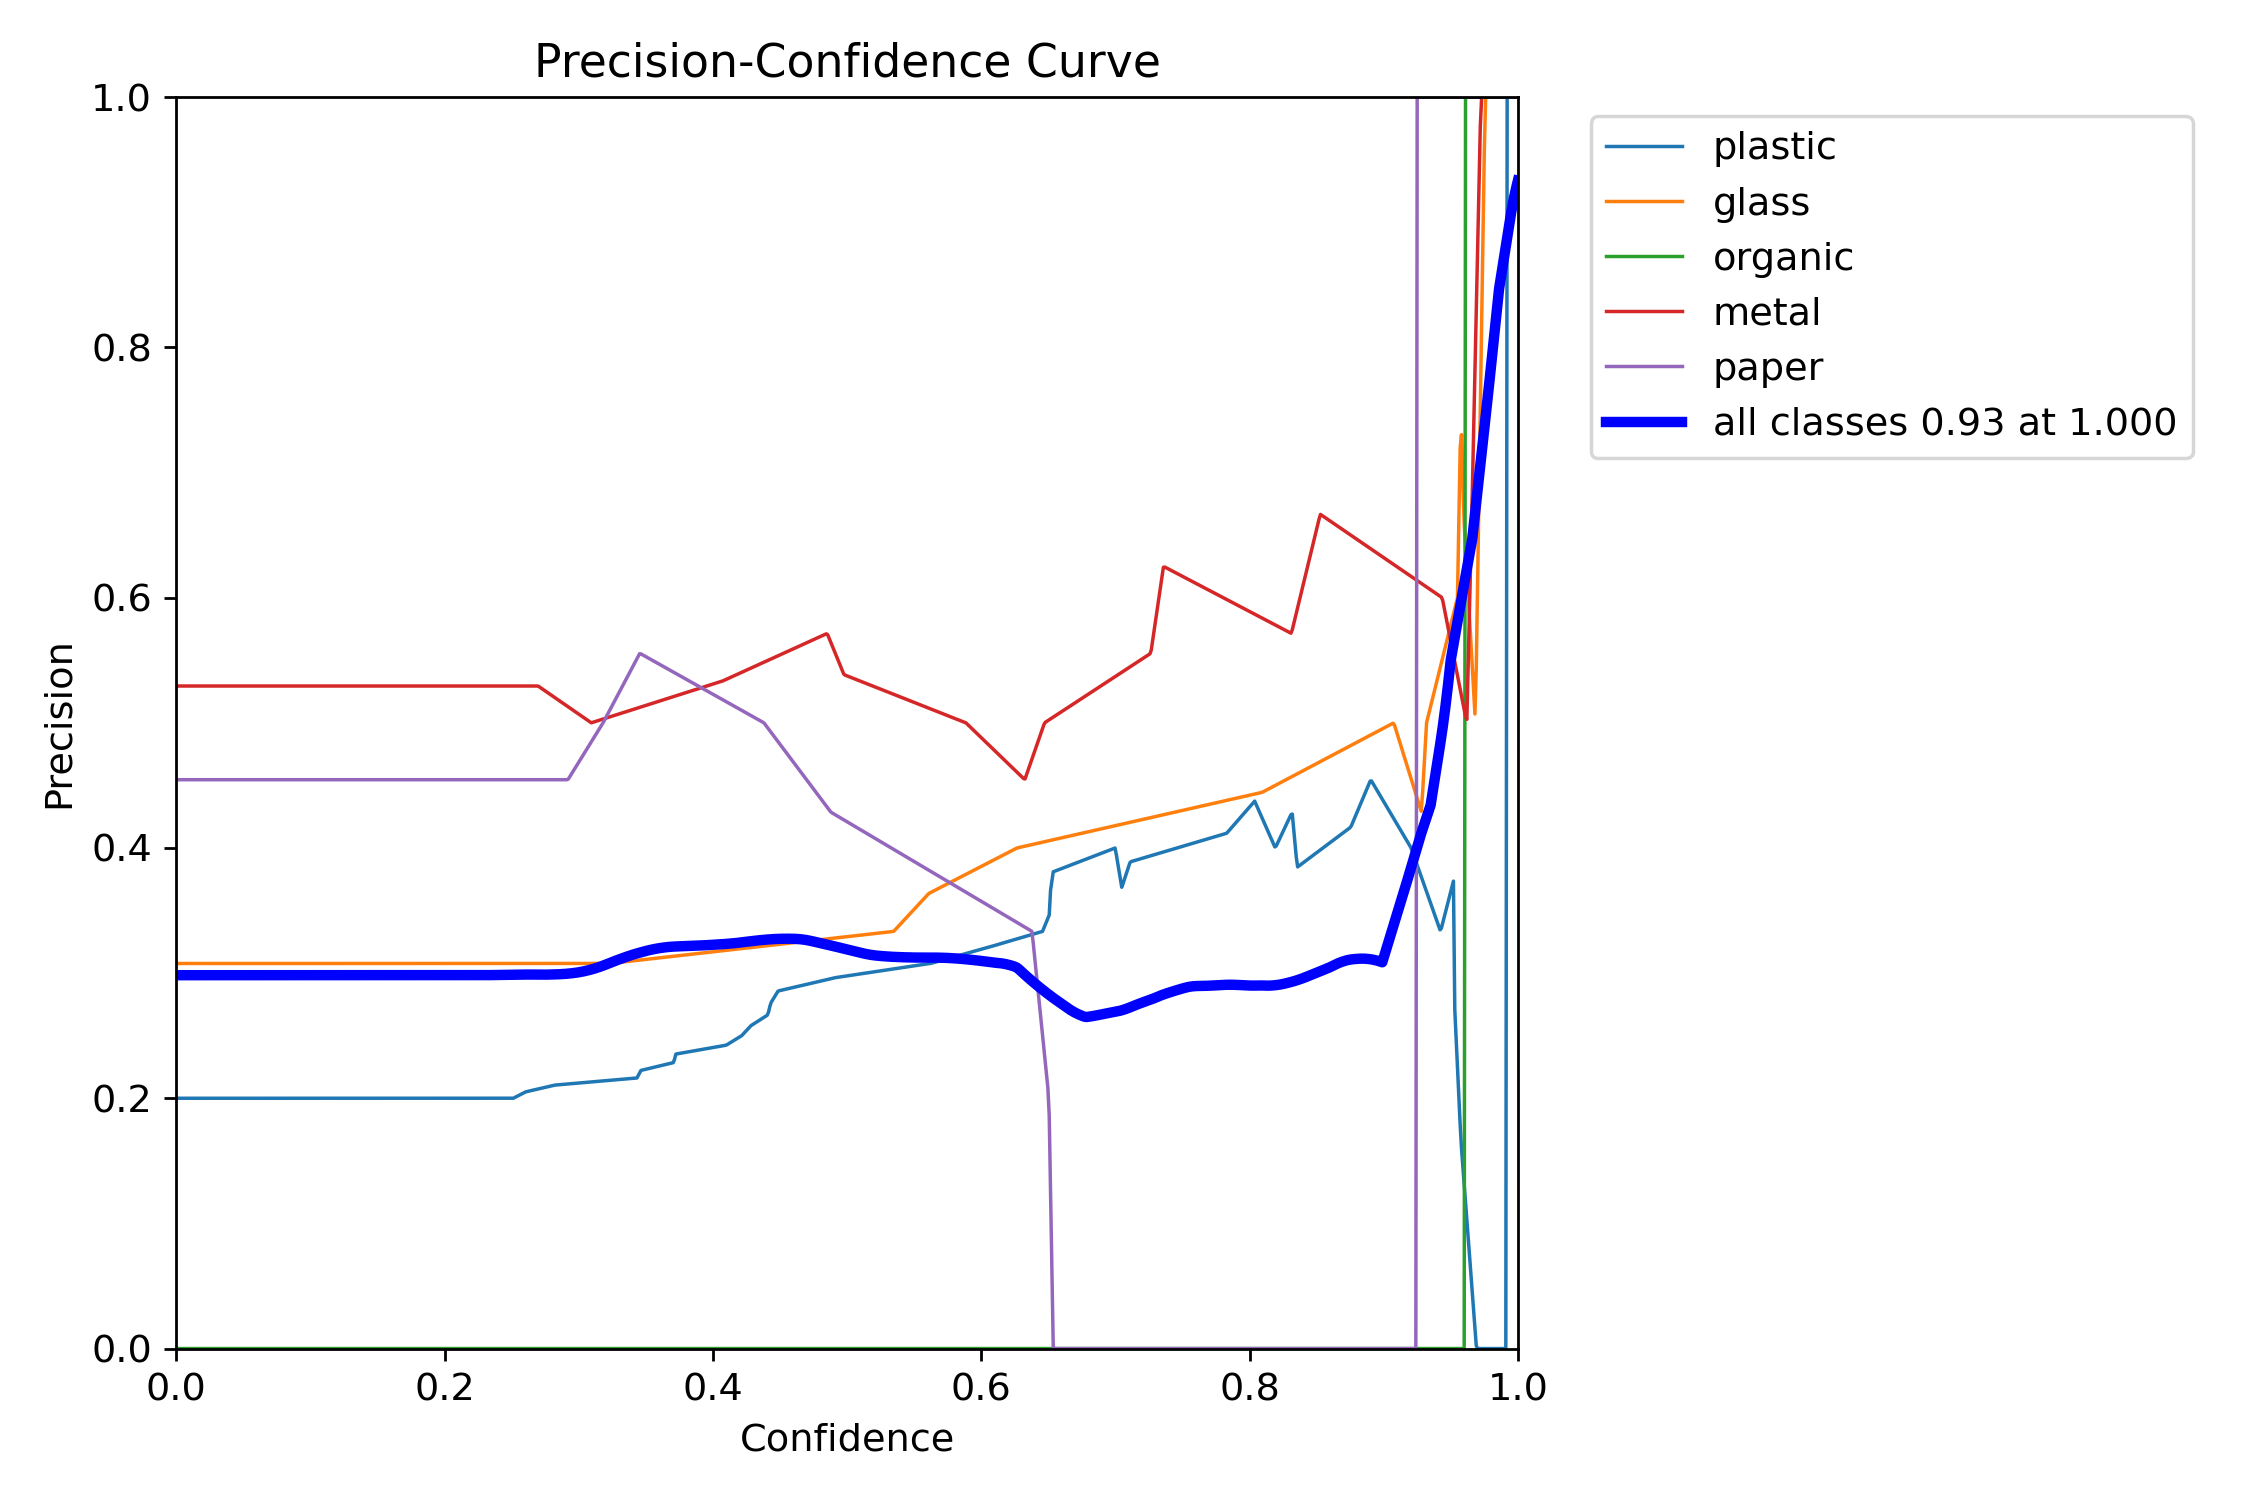 Precision-Confidence Curve
1.0
0.8
0.6
0.4
0.2
0.0
Precision
0.0 0.2 0.4 0.6 0.8 1.0
Confidence
plastic
glass
organic
metal
paper
all classes 0.93 at 1.000